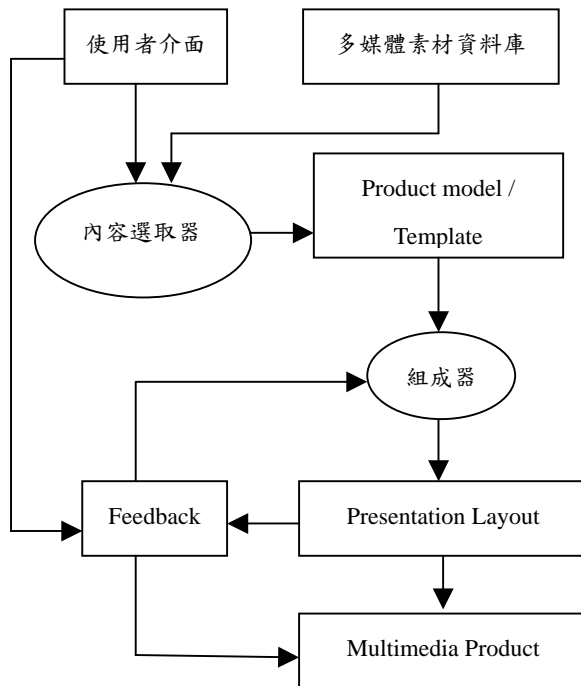 使用者介面
多媒體素材資料庫
內容選取器
Product model /
Template
組成器
Feedback
Presentation Layout
Multimedia Product